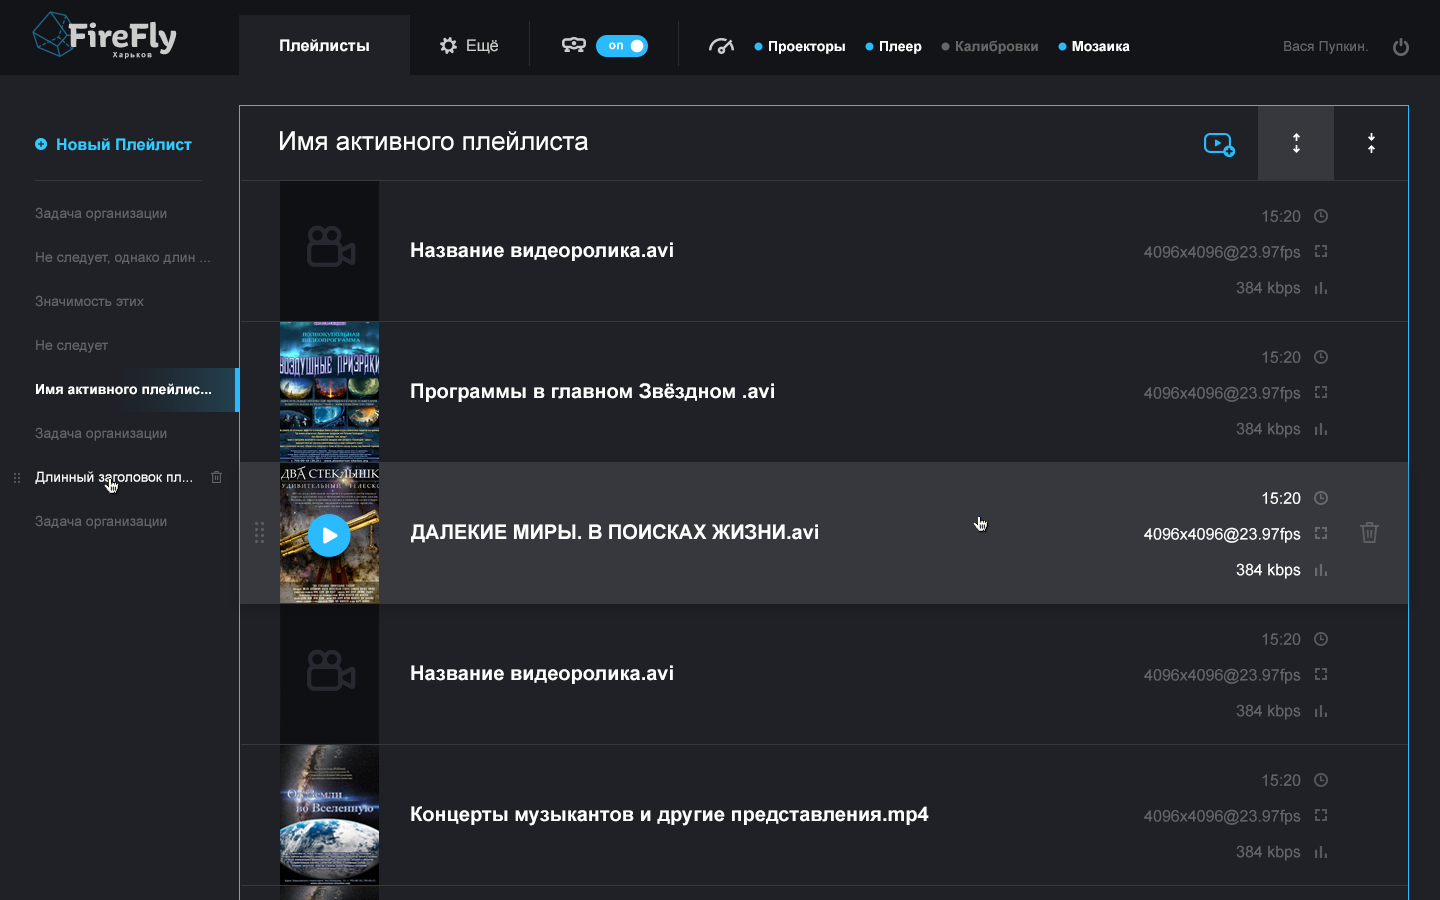 FireFly
Харьков
Плейлисты
Ещё
on
Проекторы
Плеер
Калибровки
Мозаика
Вася Пупкин.
Новый Плейлист
Задача организации
Не следует, однако длин ...
Значимость этих
Не следует
Имя активного плейлис...
Задача организации
Длинный заголовок пл...
Задача организации
Имя активного плейлиста
Название видеоролика.avi
15:20
4096x4096@23.97fps
384 kbps
ПОЛНОКУПОЛЬНАЯ
ВИДЕОПРОГРАММА
ВОЗДУШНЫЕ ПРИЗРАКИ
Программы в главном Звёздном .avi
15:20
4096x4096@23.97fps
384 kbps
ДВА СТЕКЛЫШК
УДИВИТЕЛЬНЫЙ ТЕЛЕСКО
ДАЛЕКИЕ МИРЫ. В ПОИСКАХ ЖИЗНИ.avi
15:20
4096x4096@23.97fps
384 kbps
Название видеоролика.avi
15:20
4096x4096@23.97fps
384 kbps
От Земли
во Вселенную
Концерты музыкантов и другие представления.mp4
15:20
4096x4096@23.97fps
384 kbps